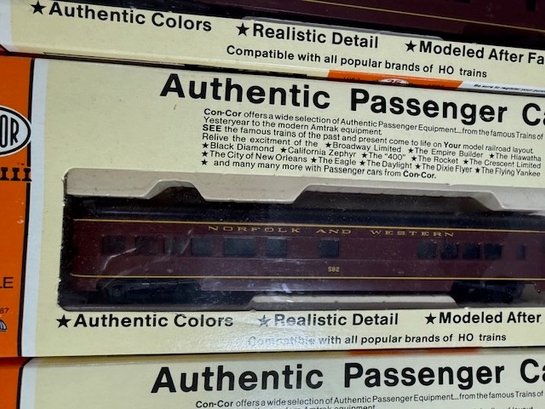 ★Authentic Colors ★Realistic Detail ★Modeled After Fa
Compatible with all popular brands of HO trains
Authentic Passenger Ca
Con-Cor offers a wide selection of Authentic Passenger Equipment...from the famous Trains of
Yesteryear to the modern Amtrak equipment.
SEE the famous trains of the past and present come to life on Your model railroad layout.
Relive the excitment of the ★Broadway Limited ★The Empire Builder ★The Hiawatha
★Black Diamond ★California Zephyr ★The "400" ★The Rocket ★The Crescent Limited
★The City of New Orleans ★The Eagle ★The Daylight ★The Dixie Flyer ★The Flying Yankee
★ and many many more with Passenger cars from Con-Cor.
OR
LE
87
NORFOLK AND WESTERN
582
★Authentic Colors ★Realistic Detail ★Modeled After
Compatible with all popular brands of HO trains
Authentic Passenger Ca
Con-Cor offers a wide selection of Authentic Passenger Equipment...from the famous Trains of